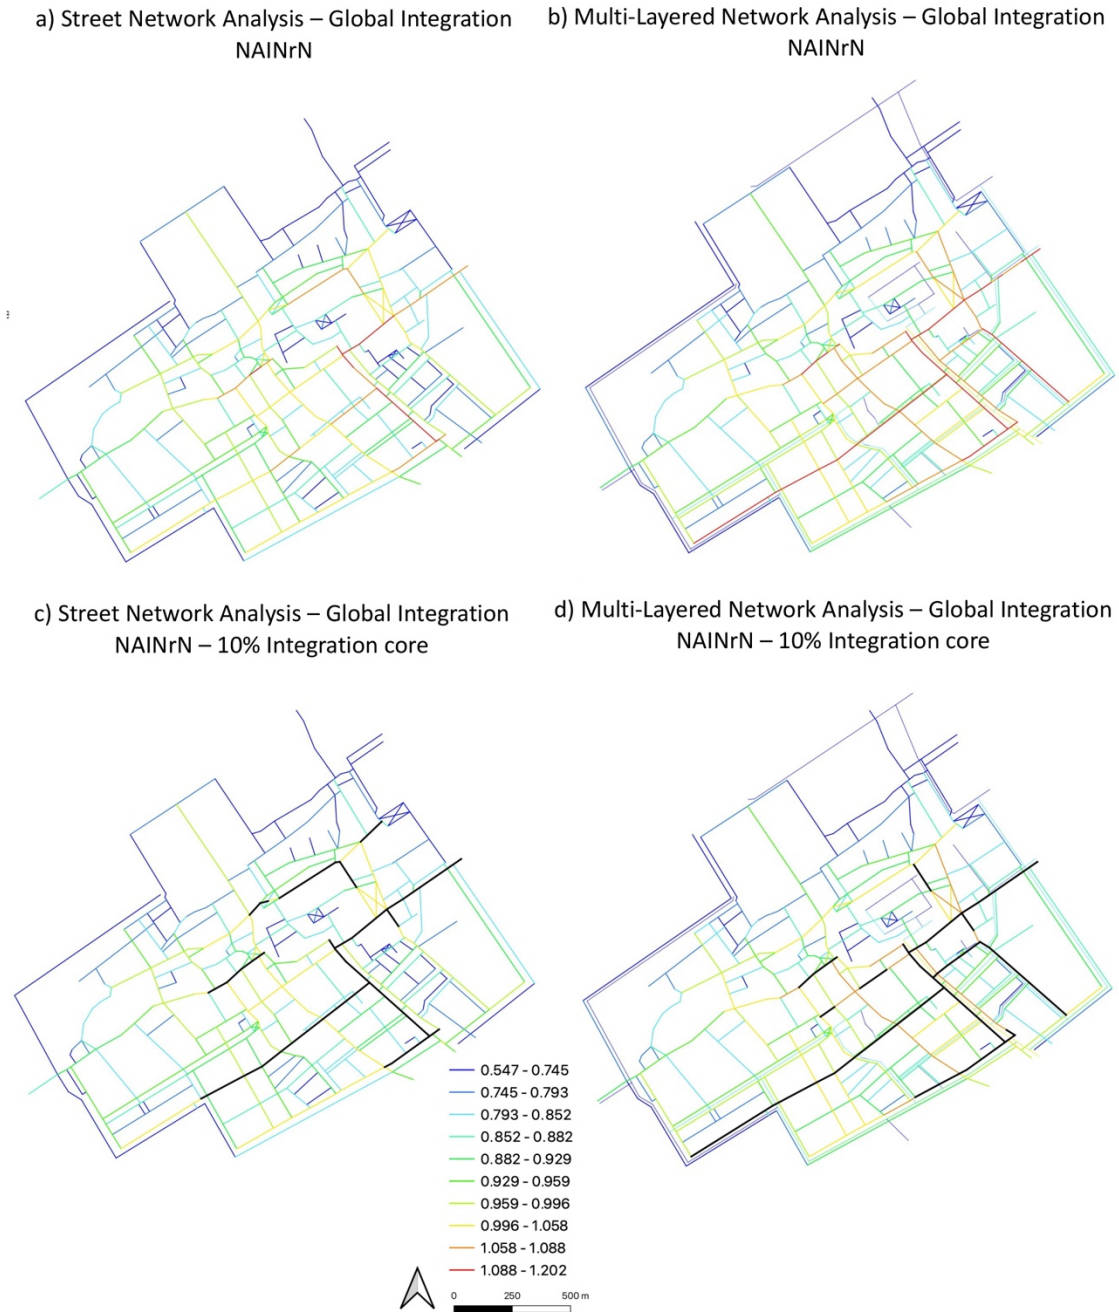 a) Street Network Analysis – Global Integration
NAINrN
b) Multi-Layered Network Analysis – Global Integration
NAINrN
c) Street Network Analysis – Global Integration
NAINrN – 10% Integration core
d) Multi-Layered Network Analysis – Global Integration
NAINrN – 10% Integration core
0.547 - 0.745
0.745 - 0.793
0.793 - 0.852
0.852 - 0.882
0.882 - 0.929
0.929 - 0.959
0.959 - 0.996
0.996 - 1.058
1.058 - 1.088
1.088 - 1.202
0 250 500 m